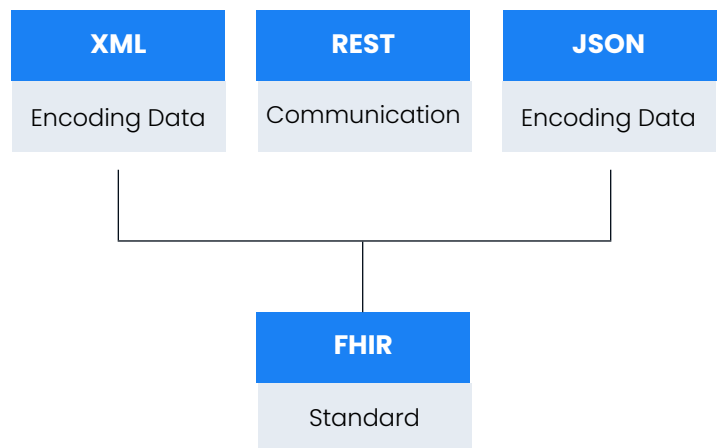 XML
Encoding Data
REST
Communication
JSON
Encoding Data
FHIR
Standard